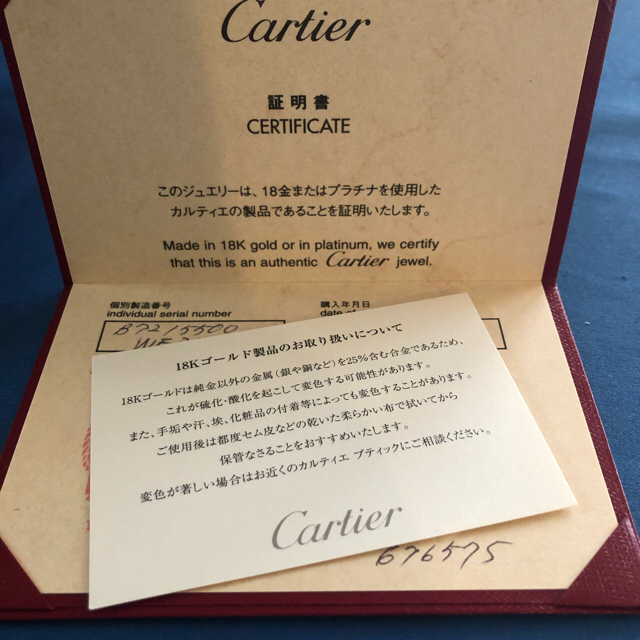 Cartier
証明書
CERTIFICATE
このジュエリーは、18金またはプラチナを使用した
カルティエの製品であることを証明いたします。
Made in 18K gold or in platinum, we certify
that this is an authentic Cartier jewel.
個別製造番号
individual serial number
購入年月日
B7215500
18Kゴールド製品のお取り扱いについて
18Kゴールドは純金以外の金属（銀や銅など）を25%含む合金であるため、
これが硫化・酸化を起こして変色する可能性があります。
また、手垢や汗、埃、化粧品の付着等によっても変色することがあります。
ご使用後は都度セム皮などの乾いた柔らかい布で拭いてから
保管なさることをおすすめいたします。
変色が著しい場合はお近くのカルティエ ブティックにご相談ください。
Cartier
676575